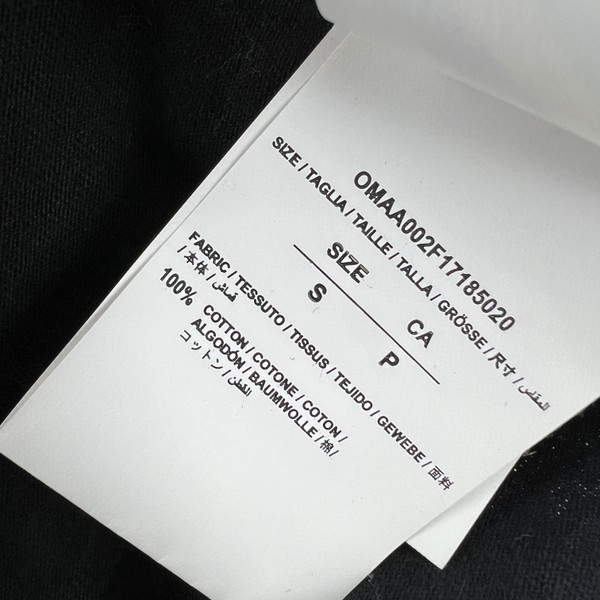 OMAA002F17185020
SIZE / TAGLIA / TAILLE / TALLA / GRÖSSE / 尺寸 / المقاس
SIZE CA
S P
FABRIC / TESSUTO / TISSUS / TEJIDO / GEWEBE / 面料
/ 本体 / قماش /
100% COTTON / COTONE / COTON /
ALGODÓN / BAUMWOLLE / 棉 /
コットン / القطن /